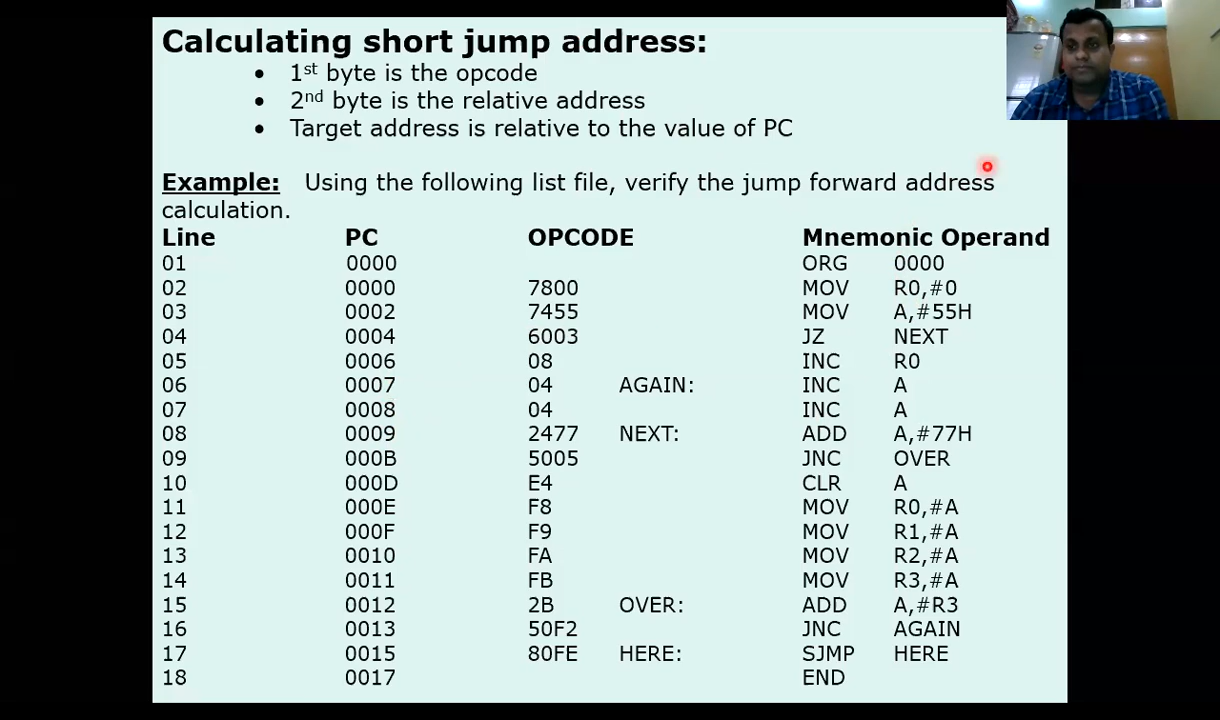 Calculating short jump address:
• 1st byte is the opcode
• 2nd byte is the relative address
• Target address is relative to the value of PC
Example: Using the following list file, verify the jump forward address
calculation.
Line PC OPCODE Mnemonic Operand
01 0000 ORG 0000
02 0000 7800 MOV R0,#0
03 0002 7455 MOV A,#55H
04 0004 6003 JZ NEXT
05 0006 08 INC R0
06 0007 04 AGAIN: INC A
07 0008 04 INC A
08 0009 2477 NEXT: ADD A,#77H
09 000B 5005 JNC OVER
10 000D E4 CLR A
11 000E F8 MOV R0,#A
12 000F F9 MOV R1,#A
13 0010 FA MOV R2,#A
14 0011 FB MOV R3,#A
15 0012 2B OVER: ADD A,#R3
16 0013 50F2 JNC AGAIN
17 0015 80FE HERE: SJMP HERE
18 0017 END